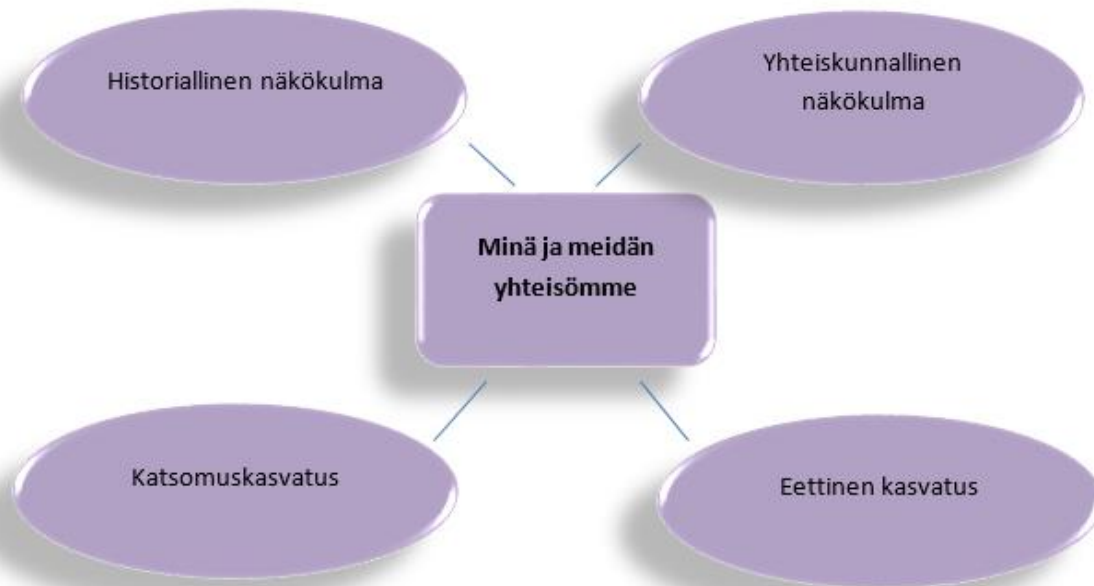 Historiallinen näkökulma
Yhteiskunnallinen
näkökulma
Minä ja meidän
yhteisömme
Katsomuskasvatus
Eettinen kasvatus